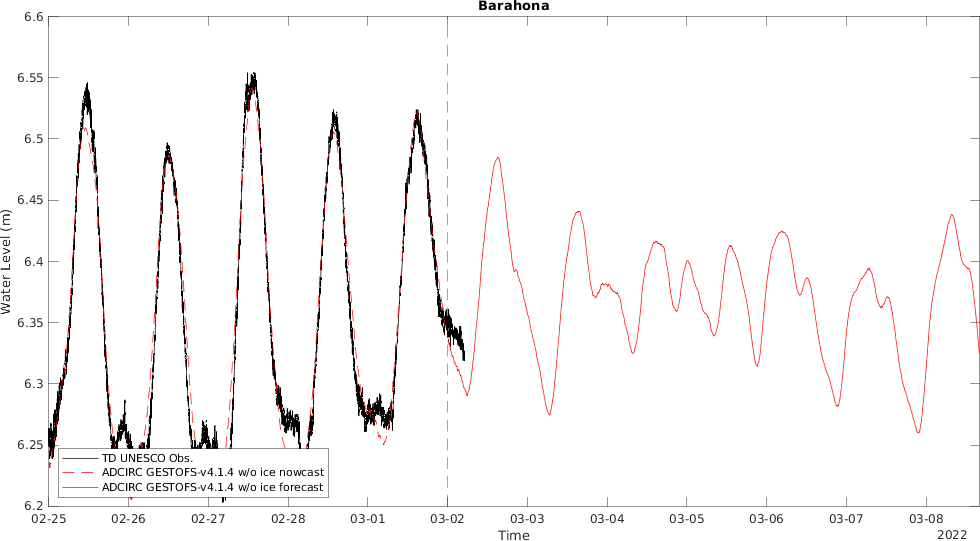 Barahona
6.6
6.55
6.5
6.45
6.4
6.35
6.3
6.25
6.2
Water Level (m)
TD UNESCO Obs.
ADCIRC GESTOFS-v4.1.4 w/o ice nowcast
ADCIRC GESTOFS-v4.1.4 w/o ice forecast
02-25 02-26 02-27 02-28 03-01 03-02 03-03 03-04 03-05 03-06 03-07 03-08
Time
2022